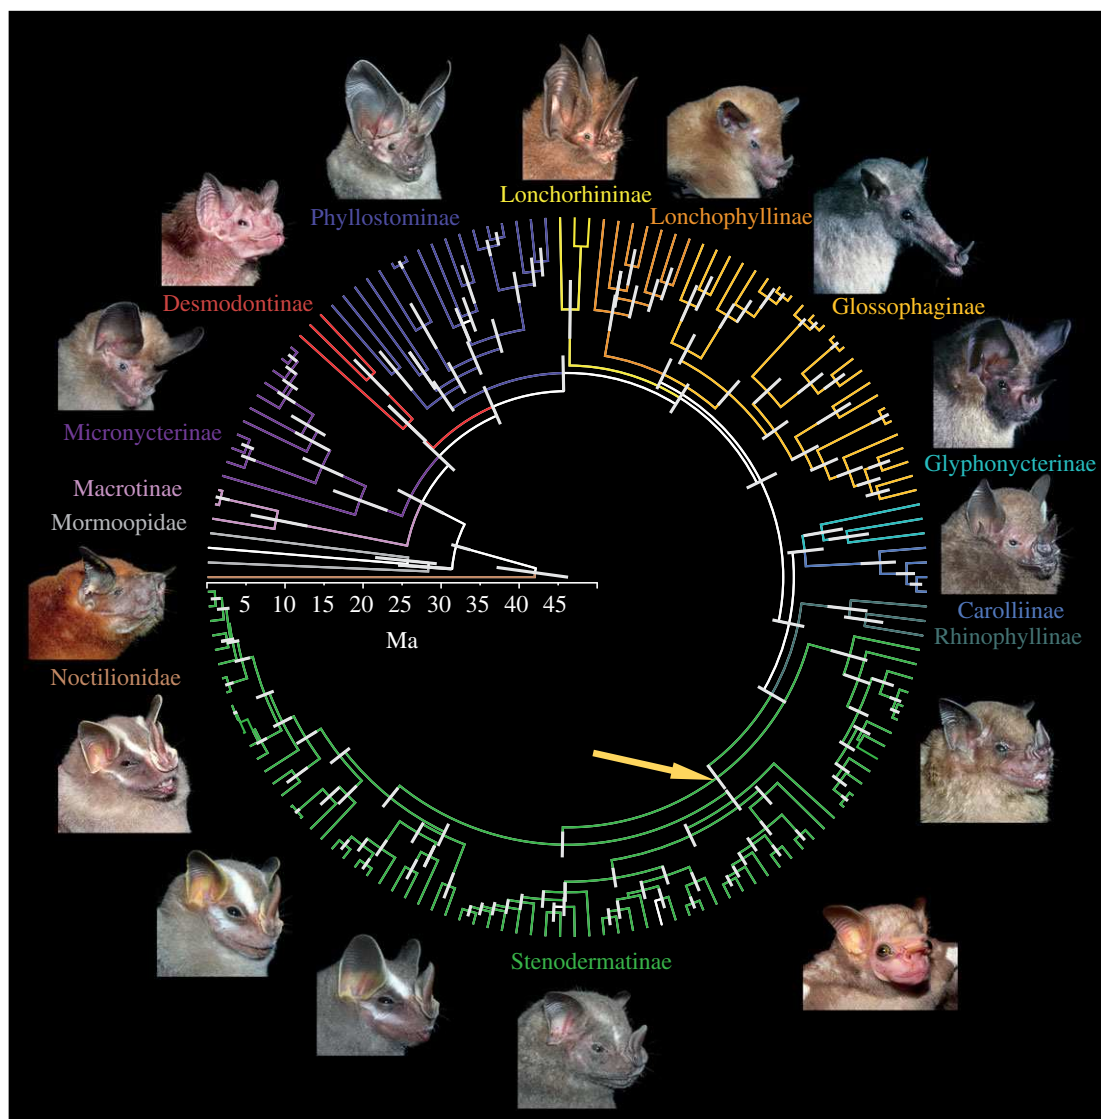 Lonchorhininae
Phyllostominae
Lonchophyllinae
Desmodontinae
Glossophaginae
Micronycterinae
Glyphonycterinae
Macrotinae
Mormoopidae
5 10 15 20 25 30 35 40 45
Ma
Carolliinae
Rhinophyllinae
Noctilionidae
Stenodermatinae